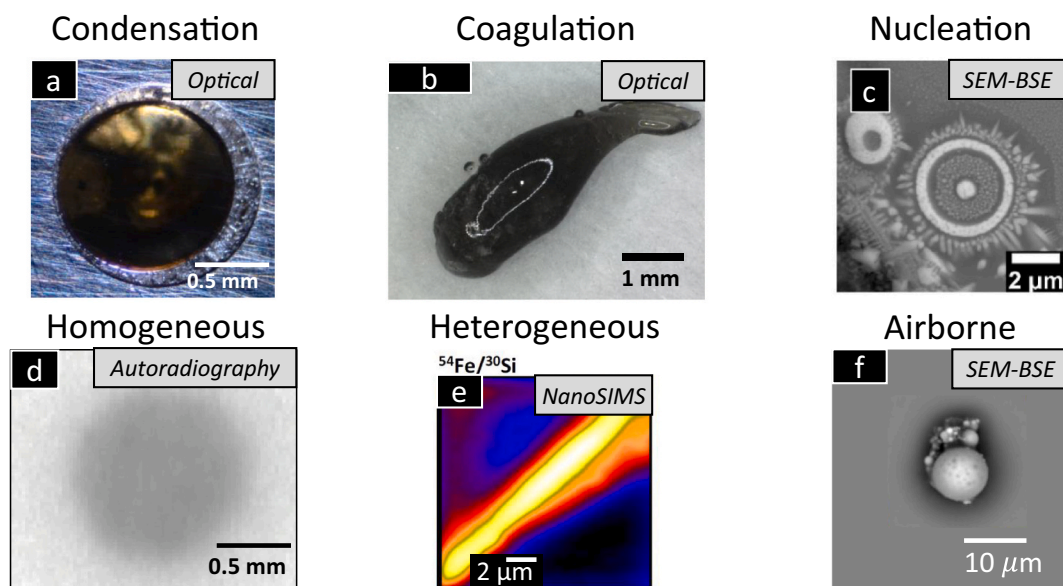 Condensation
Coagulation
Nucleation
a
Optical
b
Optical
c
SEM-BSE
0.5 mm
1 mm
2 μm
Homogeneous
Heterogeneous
Airborne
d
Autoradiography
⁵⁴Fe/³⁰Si
e
NanoSIMS
f
SEM-BSE
0.5 mm
2 μm
10 μm